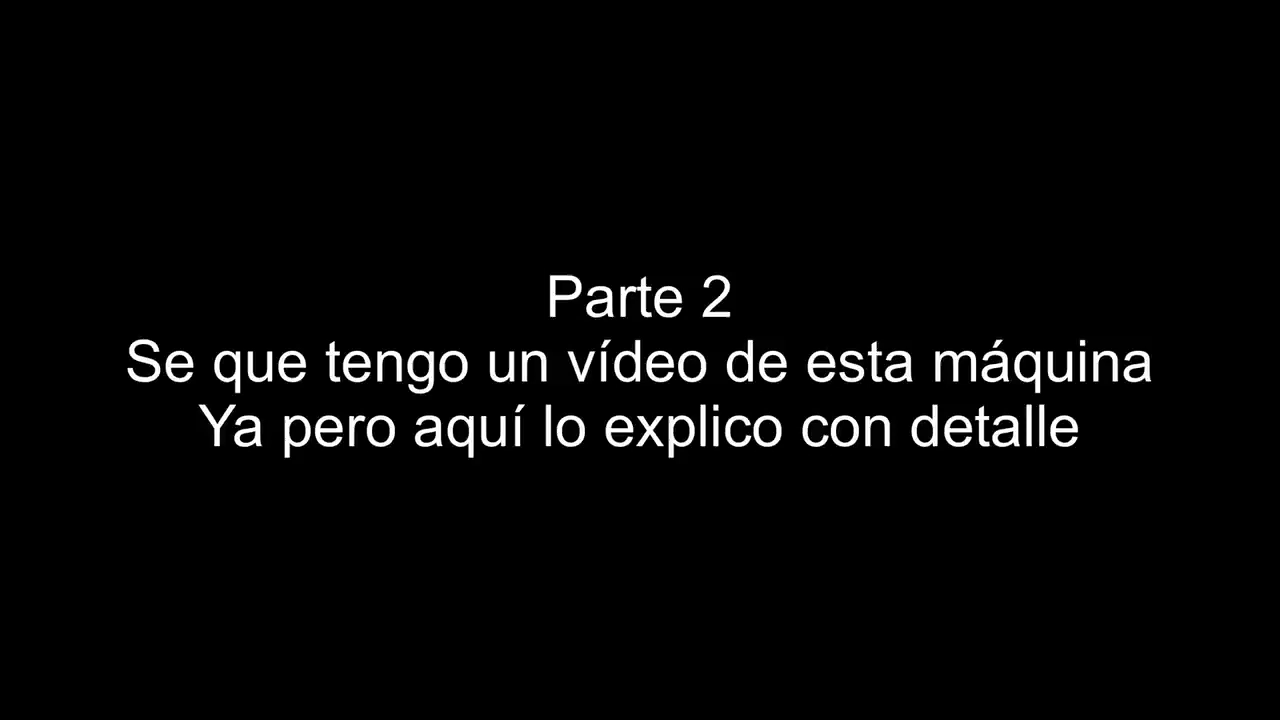 Parte 2
Se que tengo un vídeo de esta máquina
Ya pero aquí lo explico con detalle